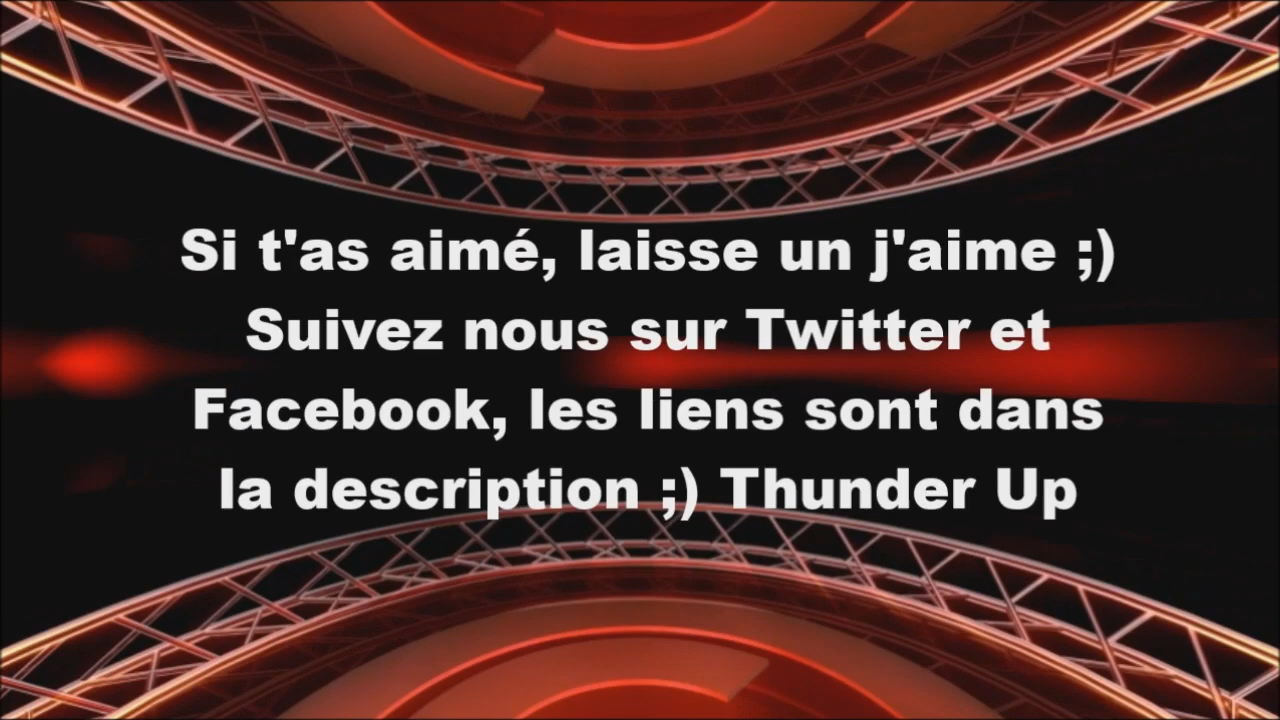 Si t'as aimé, laisse un j'aime ;)
Suivez nous sur Twitter et
Facebook, les liens sont dans
la description ;) Thunder Up